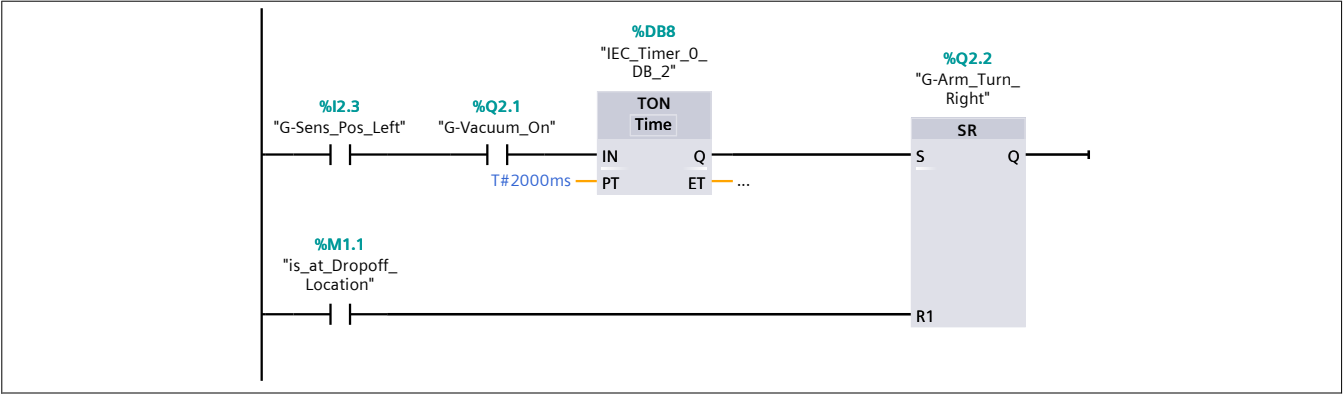 %DB8
"IEC_Timer_0_
DB_2"
%Q2.2
"G-Arm_Turn_
Right"
%I2.3
"G-Sens_Pos_Left"
%Q2.1
"G-Vacuum_On"
TON
Time
SR
IN Q
S Q
T#2000ms PT ET ...
%M1.1
"is_at_Dropoff_
Location"
R1